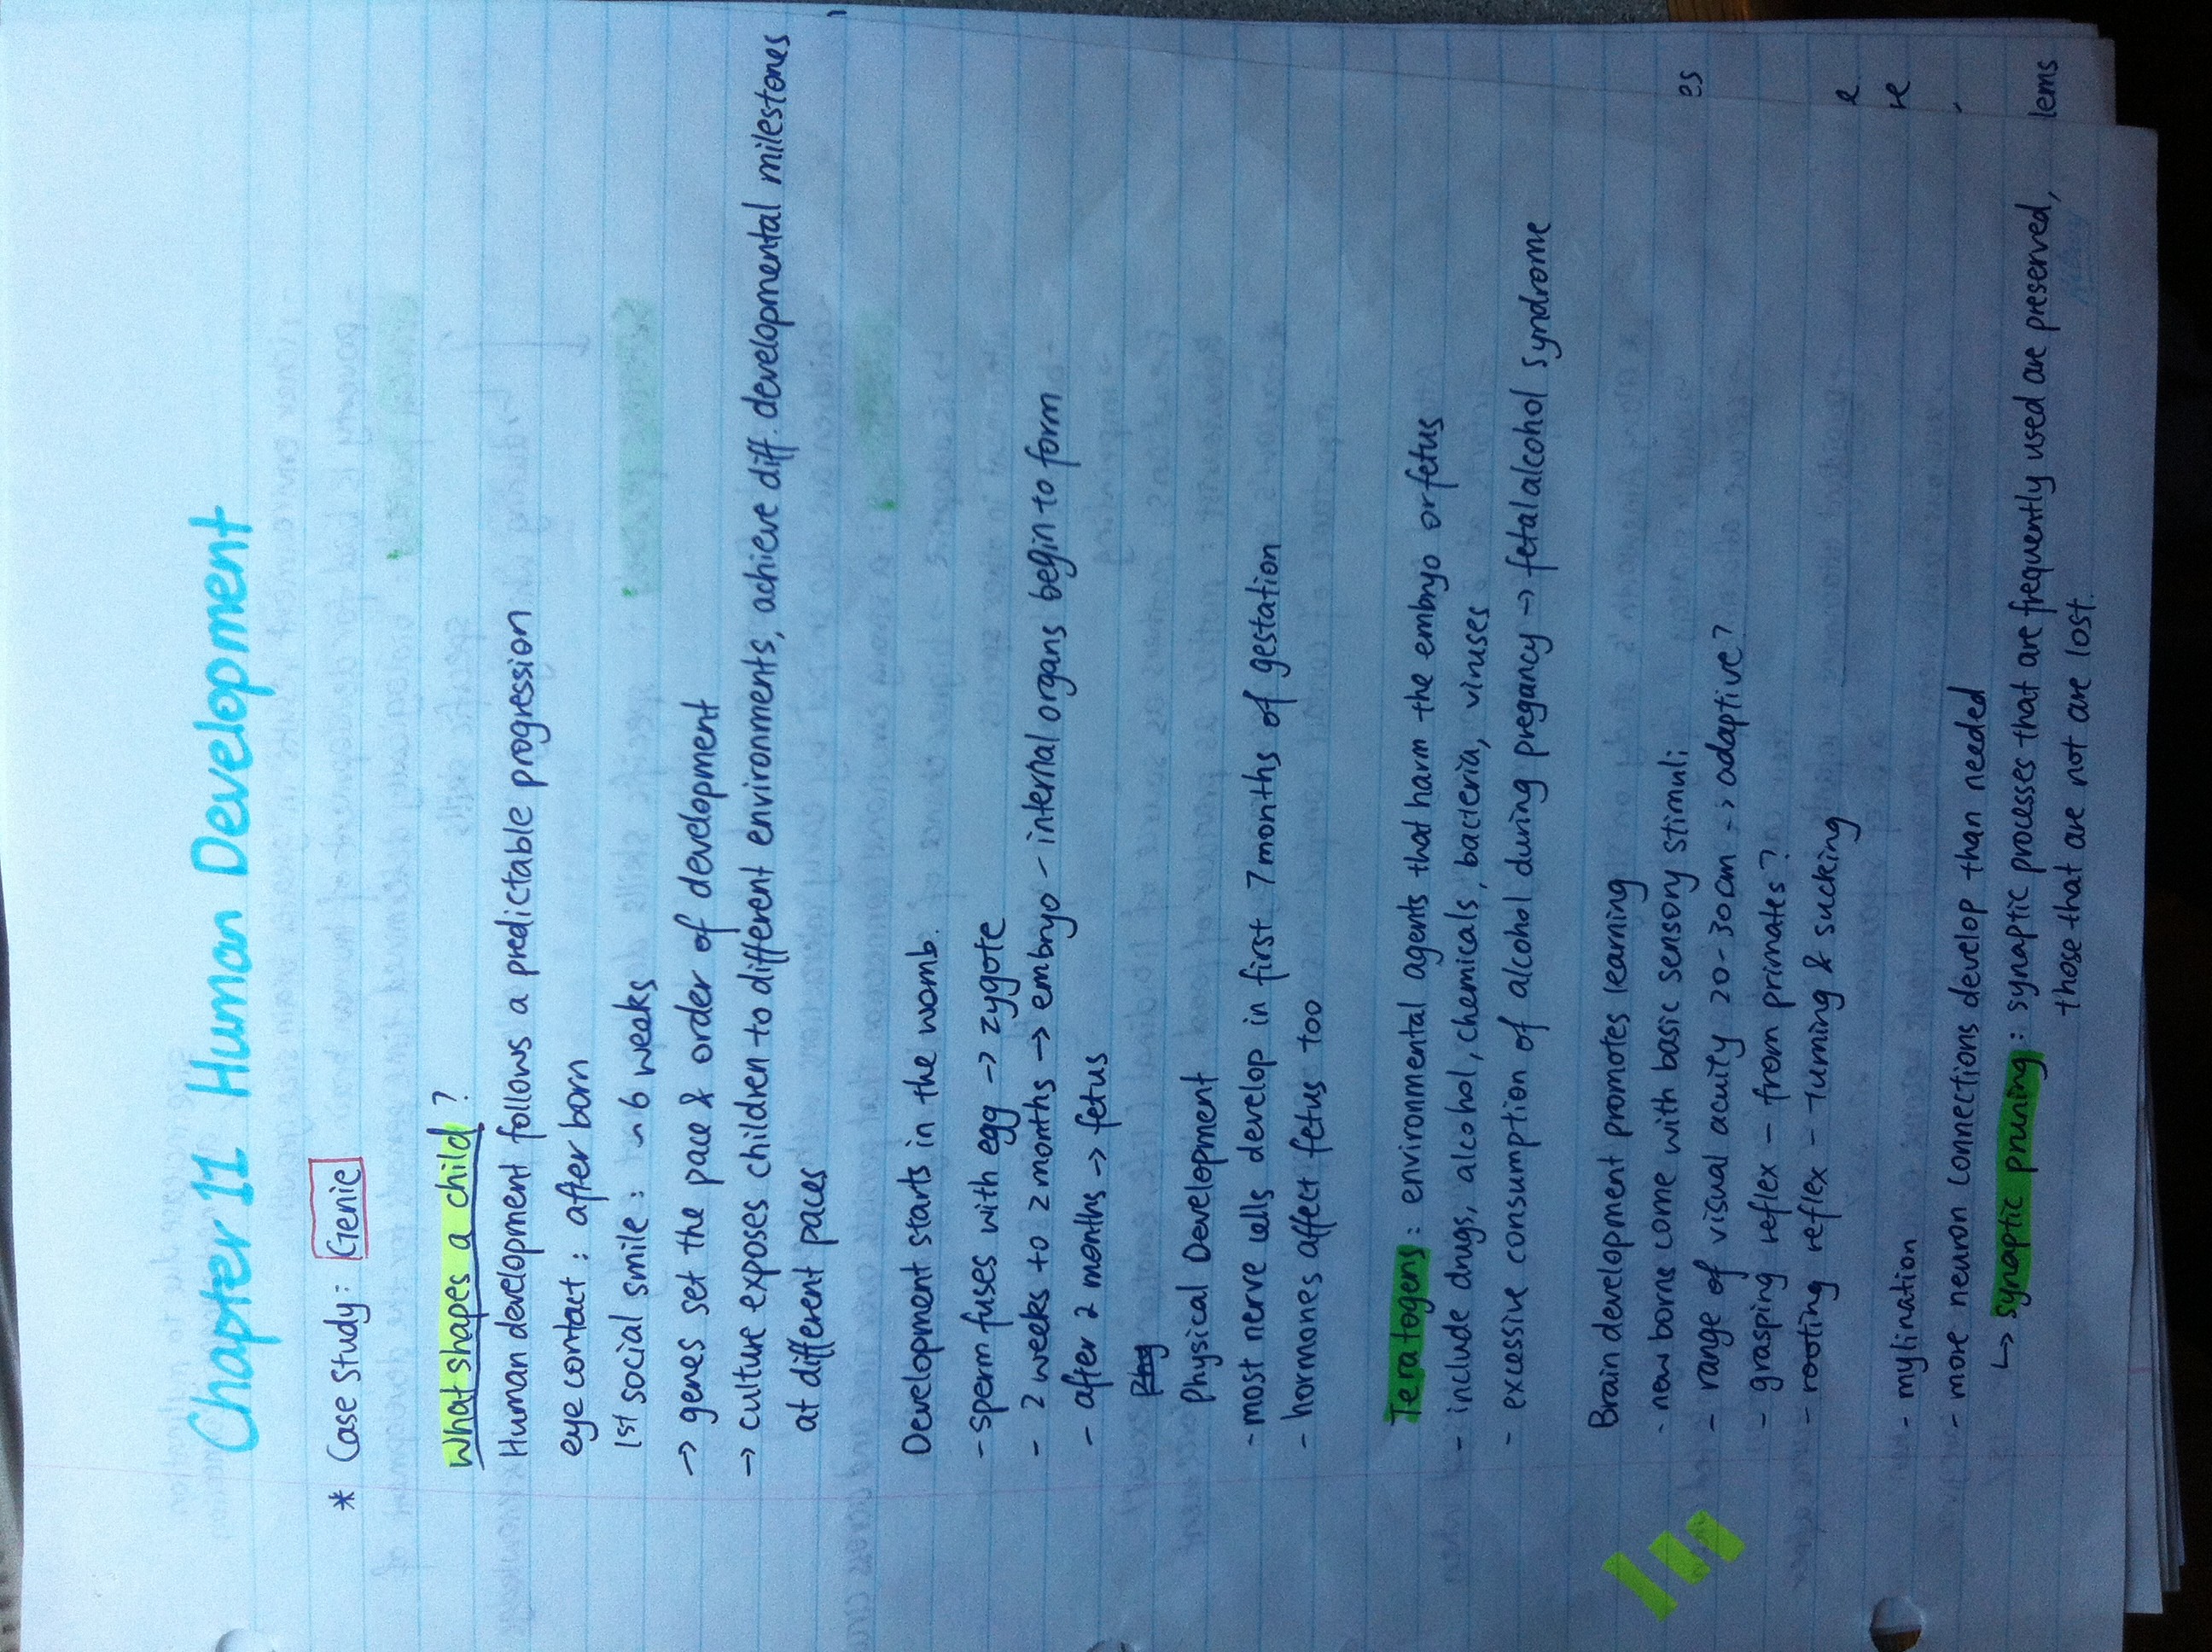 Chapter 11 Human Development
* Case Study: Genie
What shapes a child?
Human development follows a predictable progression
eye contact : after born
1st social smile : ~ 6 weeks
→ genes set the pace & order of development
→ culture exposes children to different envirionments, achieve diff. developmental milestones
at different paces
Development starts in the womb.
- sperm fuses with egg → zygote
- 2 weeks to 2 months → embryo - internal organs begin to form
- after 2 months → fetus
Physical Development
- most nerve cells develop in first 7 months of gestation
- hormones affect fetus too
Teratogens : environmental agents that harm the embryo or fetus
- include drugs, alcohol, chemicals, bacteria, viruses
- excessive consumption of alcohol during pregancy → fetal alcohol syndrome
Brain development promotes learning
- new borns come with basic sensory stimuli
- range of visual acuity 20-30cm → adaptive?
- grasping reflex - from primates?
- rooting reflex - turning & sucking
- mylination
- more neuron connections develop than needed
↳ synaptic pruning : synaptic processes that are frequently used are preserved,
those that are not are lost.
es
e
re
lems